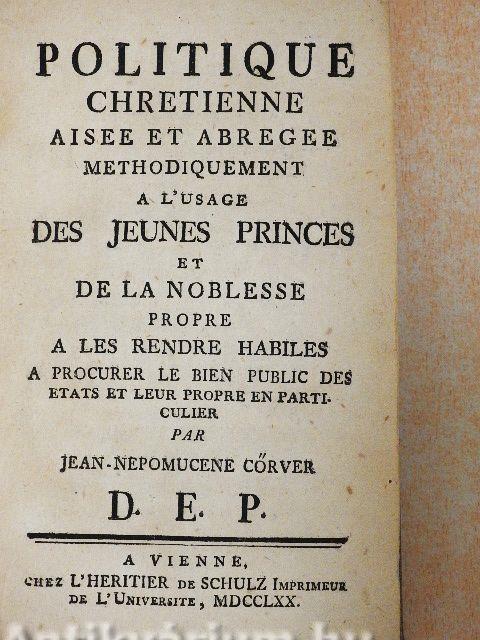 POLITIQUE
CHRETIENNE
AISEE ET ABREGEE
METHODIQUEMENT
A L'USAGE
DES JEUNES PRINCES
ET
DE LA NOBLESSE
PROPRE
A LES RENDRE HABILES
A PROCURER LE BIEN PUBLIC DES
ETATS ET LEUR PROPRE EN PARTI-
CULIER
PAR
JEAN-NEPOMUCENE CŐRVER
D. E. P.
A VIENNE,
CHEZ L'HERITIER DE SCHULZ IMPRIMEUR
DE L'UNIVERSITE, MDCCLXX.
Antikvarium.hu